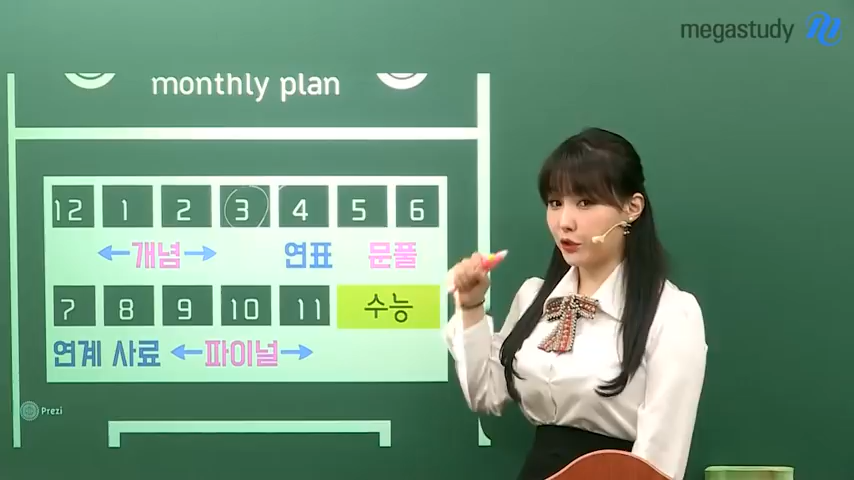 megastudy
monthly plan
12 1 2 3 4 5 6
개념 연표 문풀
7 8 9 10 11 수능
연계 사료 파이널
Prezi